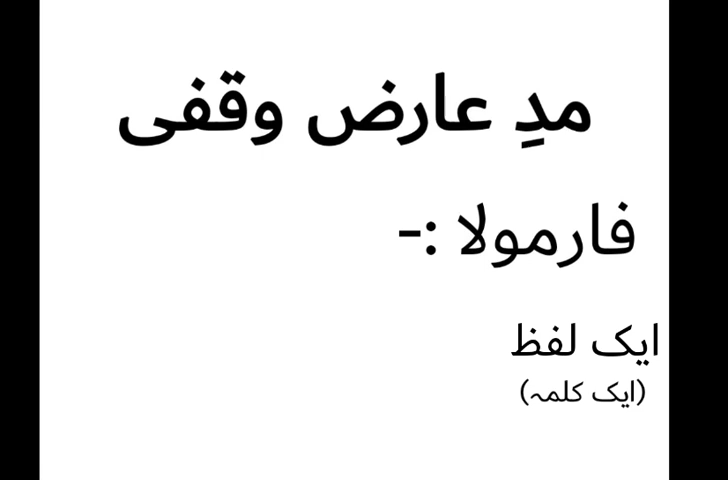 مدِ عارض وقفی
فارمولا :-
ایک لفظ
(ایک کلمہ)